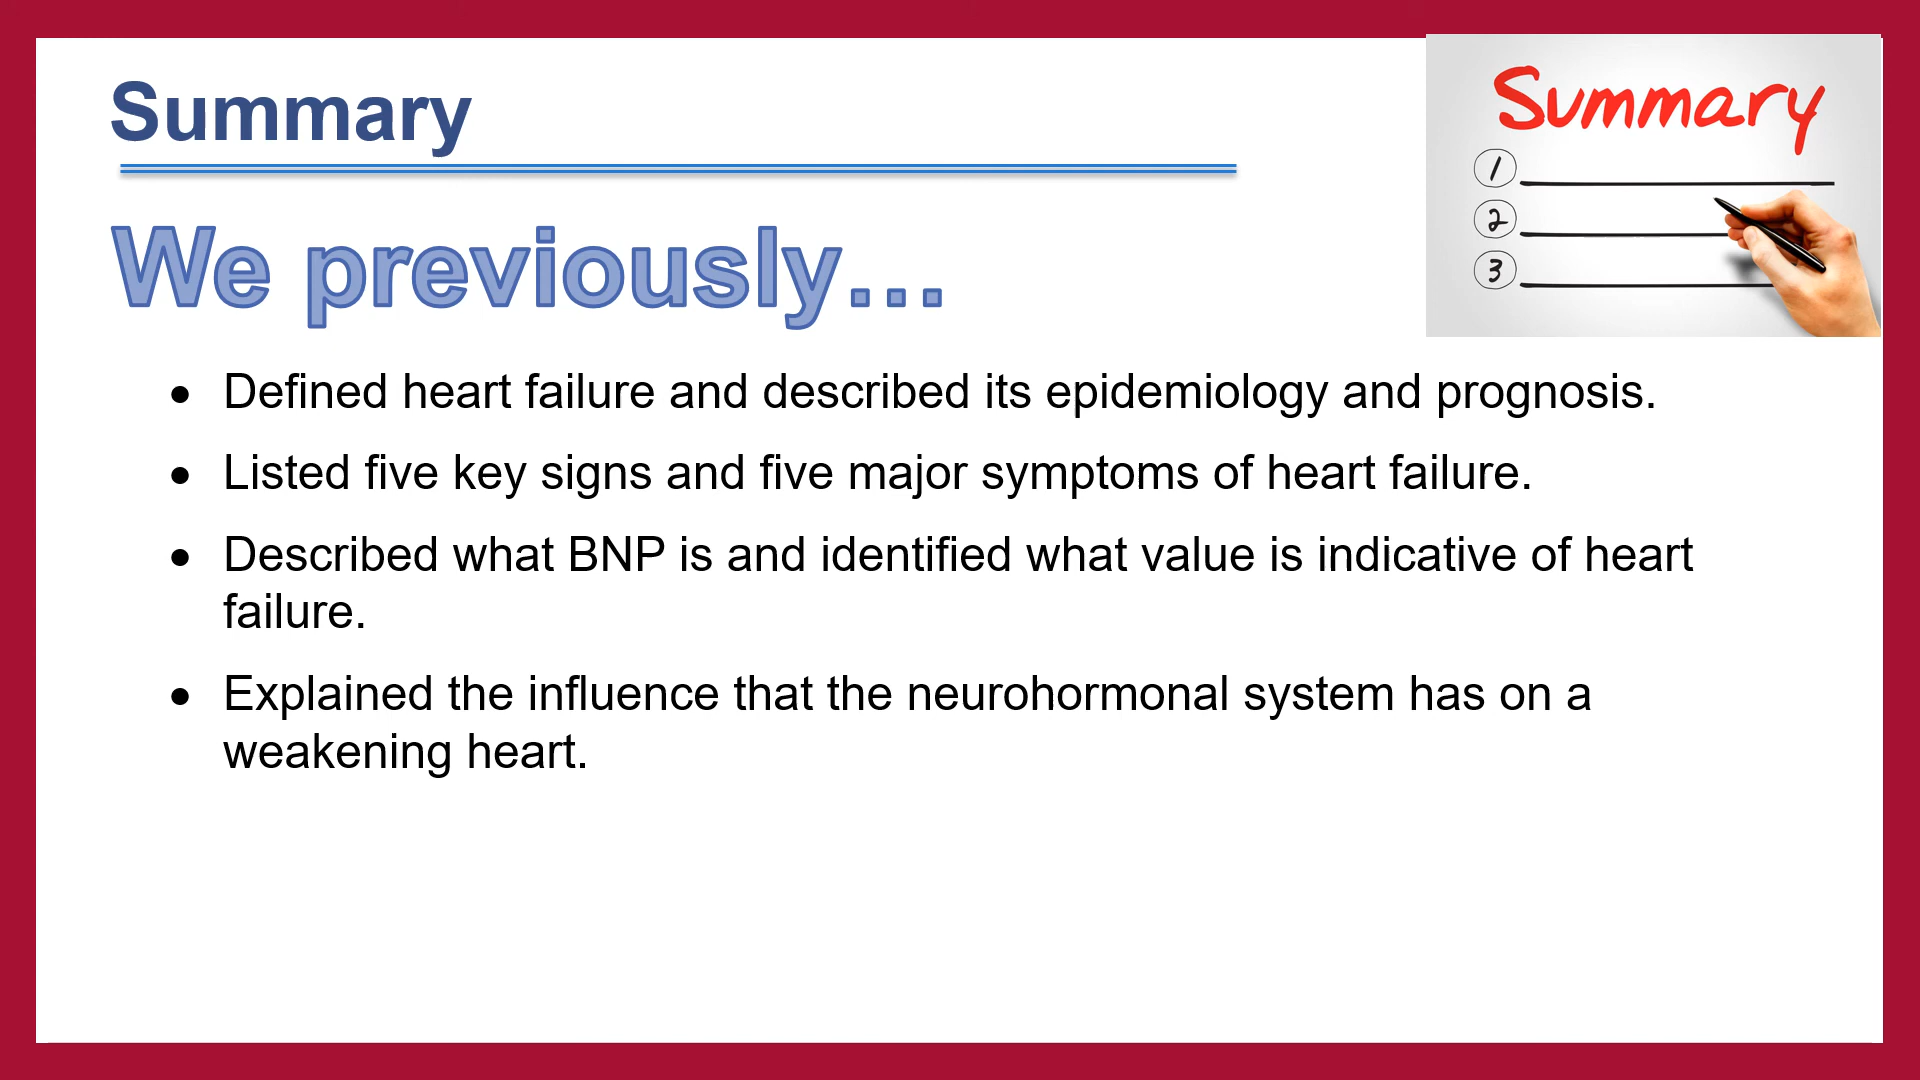 Summary
Summary
1
2
3
We previously...
• Defined heart failure and described its epidemiology and prognosis.
• Listed five key signs and five major symptoms of heart failure.
• Described what BNP is and identified what value is indicative of heart
failure.
• Explained the influence that the neurohormonal system has on a
weakening heart.